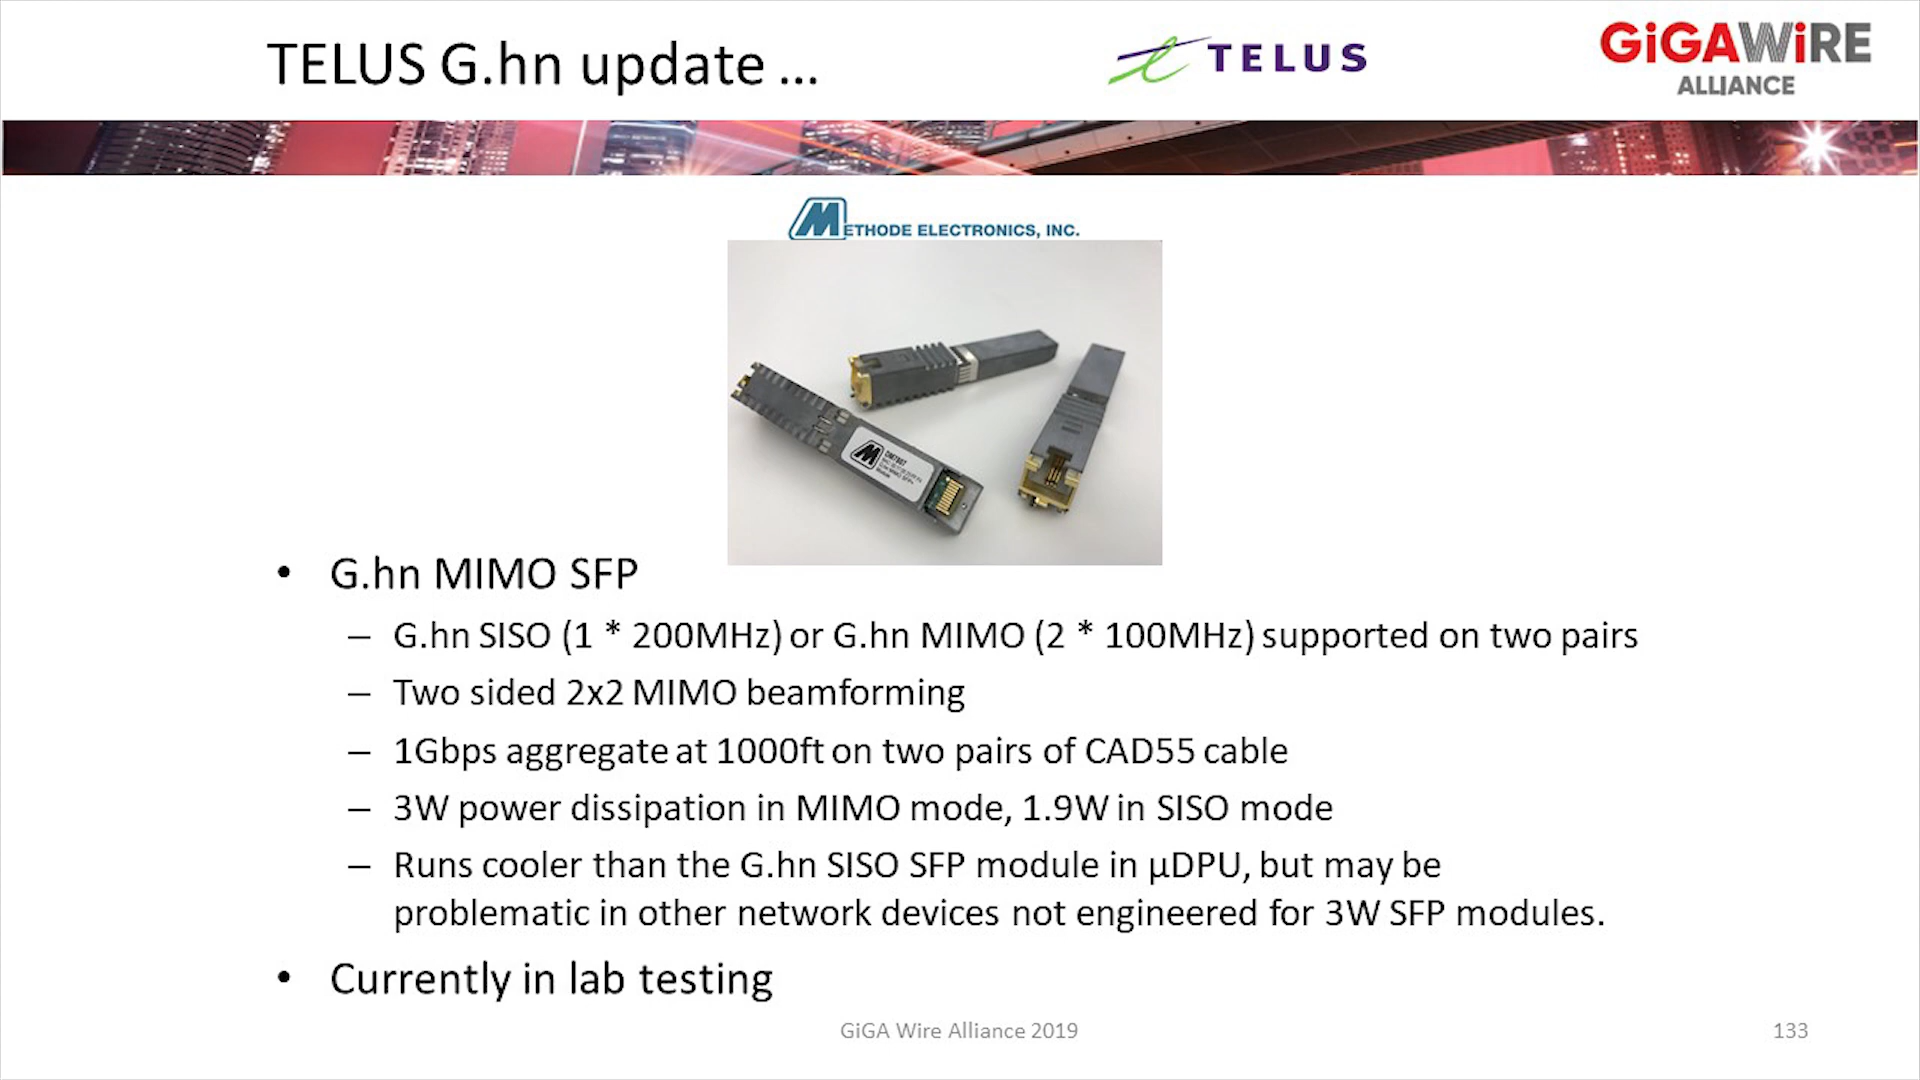 TELUS G.hn update ...
TELUS
GiGAWiRE
ALLIANCE
METHODE ELECTRONICS, INC.
• G.hn MIMO SFP
– G.hn SISO (1 * 200MHz) or G.hn MIMO (2 * 100MHz) supported on two pairs
– Two sided 2x2 MIMO beamforming
– 1Gbps aggregate at 1000ft on two pairs of CAD55 cable
– 3W power dissipation in MIMO mode, 1.9W in SISO mode
– Runs cooler than the G.hn SISO SFP module in µDPU, but may be
problematic in other network devices not engineered for 3W SFP modules.
• Currently in lab testing
GiGA Wire Alliance 2019
133